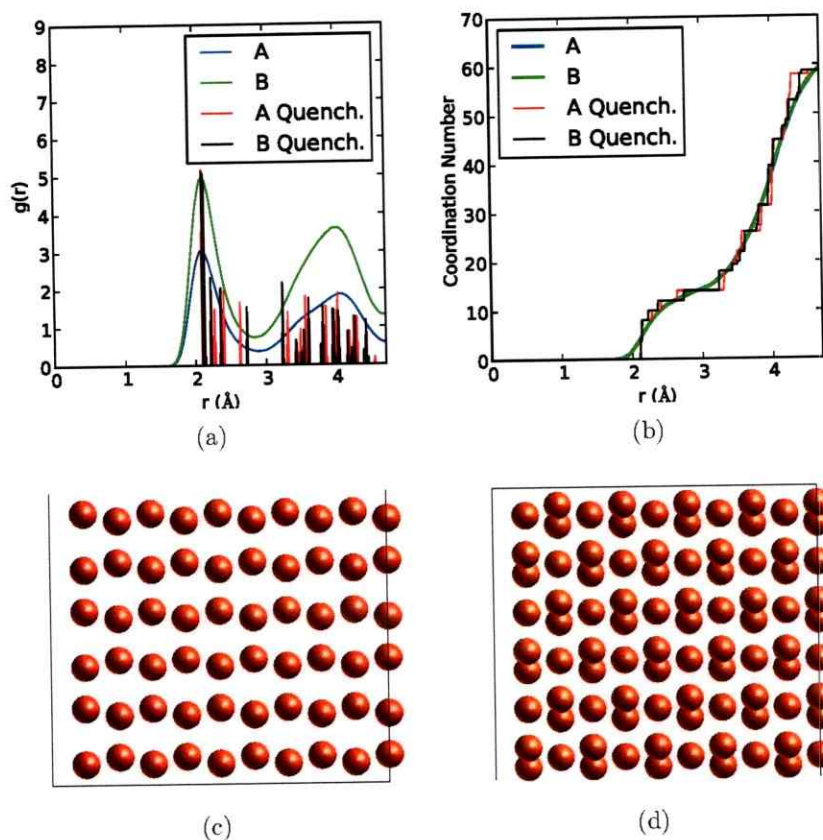 9
8
7
6
5
4
3
2
1
0
g(r)
A
B
A Quench.
B Quench.
0 1 2 3 4
r (Å)
(a)
70
60
50
40
30
20
10
0
Coordination Number
A
B
A Quench.
B Quench.
0 1 2 3 4
r (Å)
(b)
(c)
(d)